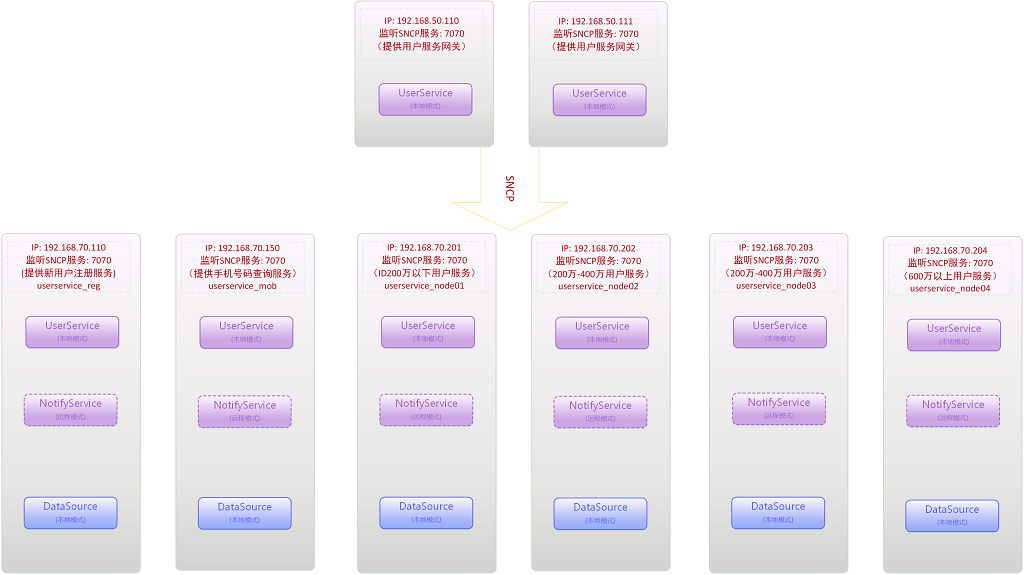 IP: 192.168.50.110
监听SNCP服务: 7070
（提供用户服务网关）
UserService
(本地模式)
IP: 192.168.50.111
监听SNCP服务: 7070
（提供用户服务网关）
UserService
(本地模式)
SNCP
IP: 192.168.70.110
监听SNCP服务: 7070
(提供新用户注册服务)
userservice_reg
UserService
(本地模式)
NotifyService
(远程模式)
DataSource
(本地模式)
IP: 192.168.70.150
监听SNCP服务: 7070
（提供手机号码查询服务）
userservice_mob
UserService
(本地模式)
NotifyService
(远程模式)
DataSource
(本地模式)
IP: 192.168.70.201
监听SNCP服务: 7070
（ID200万以下用户服务）
userservice_node01
UserService
(本地模式)
NotifyService
(远程模式)
DataSource
(本地模式)
IP: 192.168.70.202
监听SNCP服务: 7070
（200万-400万用户服务）
userservice_node02
UserService
(本地模式)
NotifyService
(远程模式)
DataSource
(本地模式)
IP: 192.168.70.203
监听SNCP服务: 7070
（200万-400万用户服务）
userservice_node03
UserService
(本地模式)
NotifyService
(远程模式)
DataSource
(本地模式)
IP: 192.168.70.204
监听SNCP服务: 7070
（600万以上用户服务）
userservice_node04
UserService
(本地模式)
NotifyService
(远程模式)
DataSource
(本地模式)